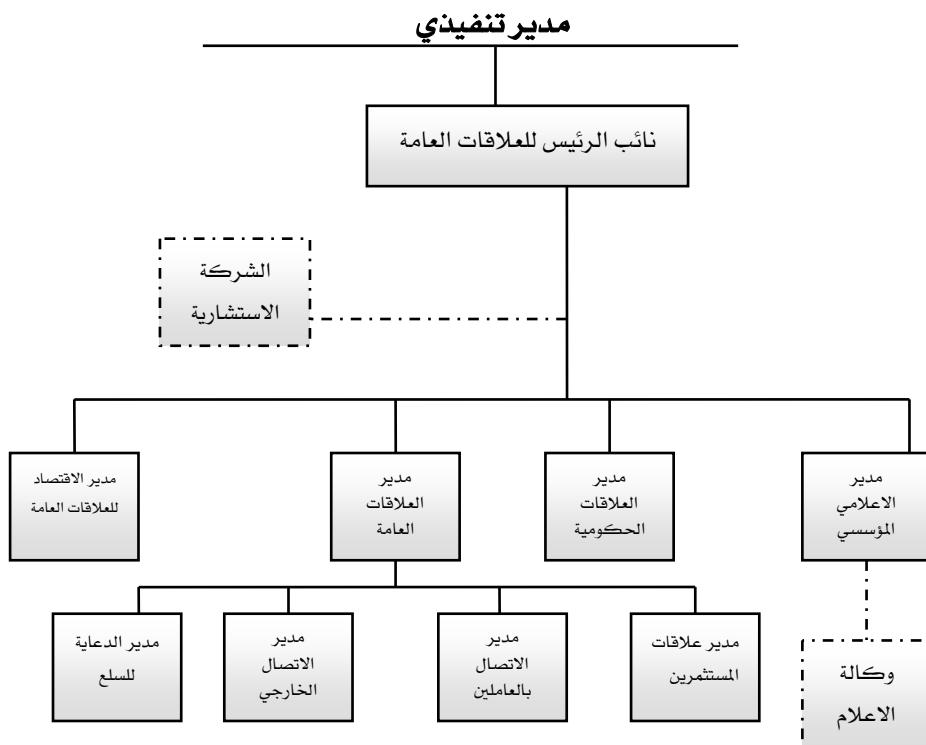 مدير تنفيذي
نائب الرئيس للعلاقات العامة
الشركة
الاستشارية
مدير
الاعلامي
المؤسسي
مدير
العلاقات
الحكومية
مدير
العلاقات
العامة
مدير الاقتصاد
للعلاقات العامة
مدير علاقات
المستثمرين
مدير
الاتصال
بالعاملين
مدير
الاتصال
الخارجي
مدير الدعاية
للسلع
وكالة
الاعلام